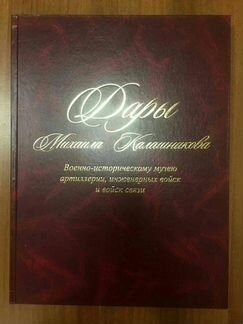 Дары
Михаила Калашникова
Военно-историческому музею
артиллерии, инженерных войск
и войск связи